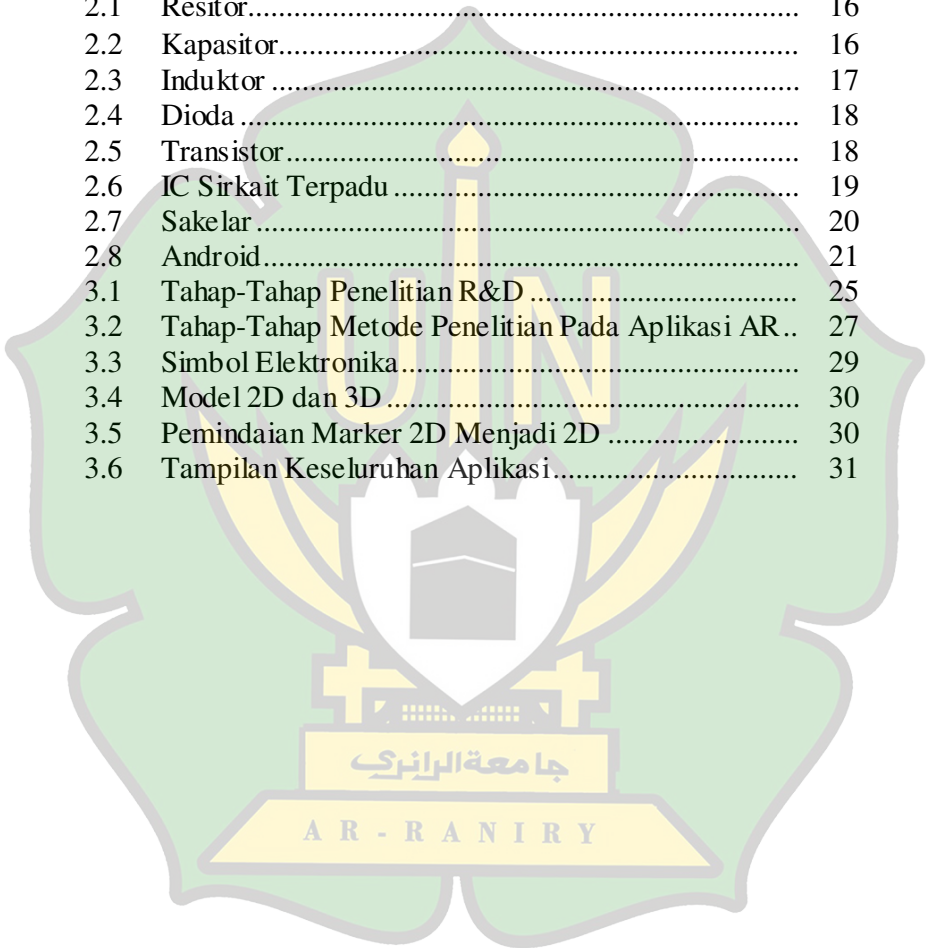 2.1 Resitor.......................................................................... 16
2.2 Kapasitor...................................................................... 16
2.3 Induktor ....................................................................... 17
2.4 Dioda ........................................................................... 18
2.5 Transistor..................................................................... 18
2.6 IC Sirkait Terpadu ...................................................... 19
2.7 Sakelar ......................................................................... 20
2.8 Android........................................................................ 21
3.1 Tahap-Tahap Penelitian R&D ................................... 25
3.2 Tahap-Tahap Metode Penelitian Pada Aplikasi AR.. 27
3.3 Simbol Elektronika..................................................... 29
3.4 Model 2D dan 3D ....................................................... 30
3.5 Pemindaian Marker 2D Menjadi 2D ........................ 30
3.6 Tampilan Keseluruhan Aplikasi................................ 31
UIN
جامعة الرانري
AR-RANIRY